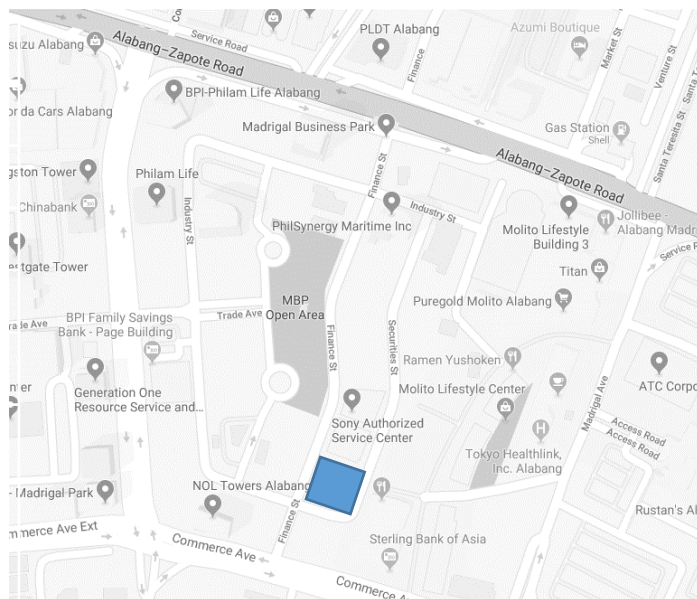 PLDT Alabang
Azumi Boutique
Service Road
suzu Alabang
Alabang–Zapote Road
Finance
Market St
Venture St
BPI-Philam Life Alabang
rda Cars Alabang
Madrigal Business Park
Gas Station
Shell
Santa Teresita St
Alabang–Zapote Road
gston Tower
Philam Life
Finance St
Chinabank
Industry St
Industry St
PhilSynergy Maritime Inc
Molito Lifestyle
Building 3
Jollibee -
Alabang Madri
stgate Tower
Titan
Service R
MBP
Open Area
Puregold Molito Alabang
Trade Ave
rade Ave
BPI Family Savings
Bank - Page Building
Finance St
Securities St
Ramen Yushoken
Generation One
Resource Service and...
Molito Lifestyle Center
ATC Corpo
Madrigal Ave
Sony Authorized
Service Center
Access Road
Access Road
Tokyo Healthlink,
Inc. Alabang
- Madrigal Park
NOL Towers Alabang
Rustan's Al
Finance St
mmerce Ave Ext
Commerce Ave
Sterling Bank of Asia
Commerce Ave